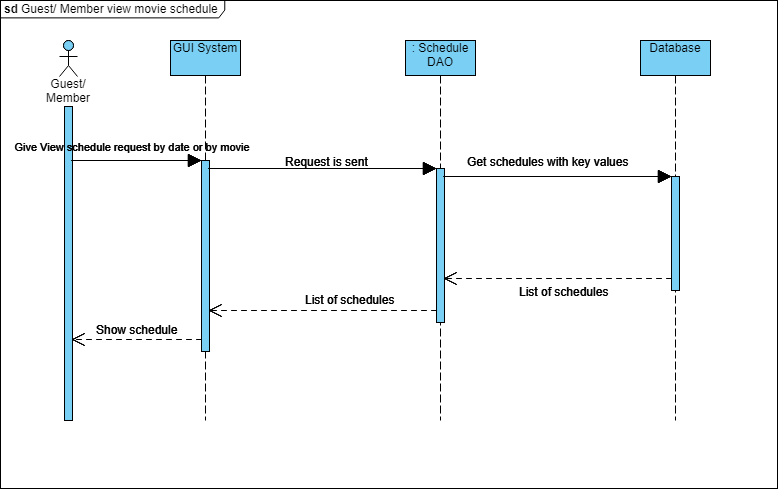 sd Guest/ Member view movie schedule
GUI System
: Schedule
DAO
Database
Guest/
Member
Give View schedule request by date or by movie
Request is sent
Get schedules with key values
List of schedules
List of schedules
Show schedule